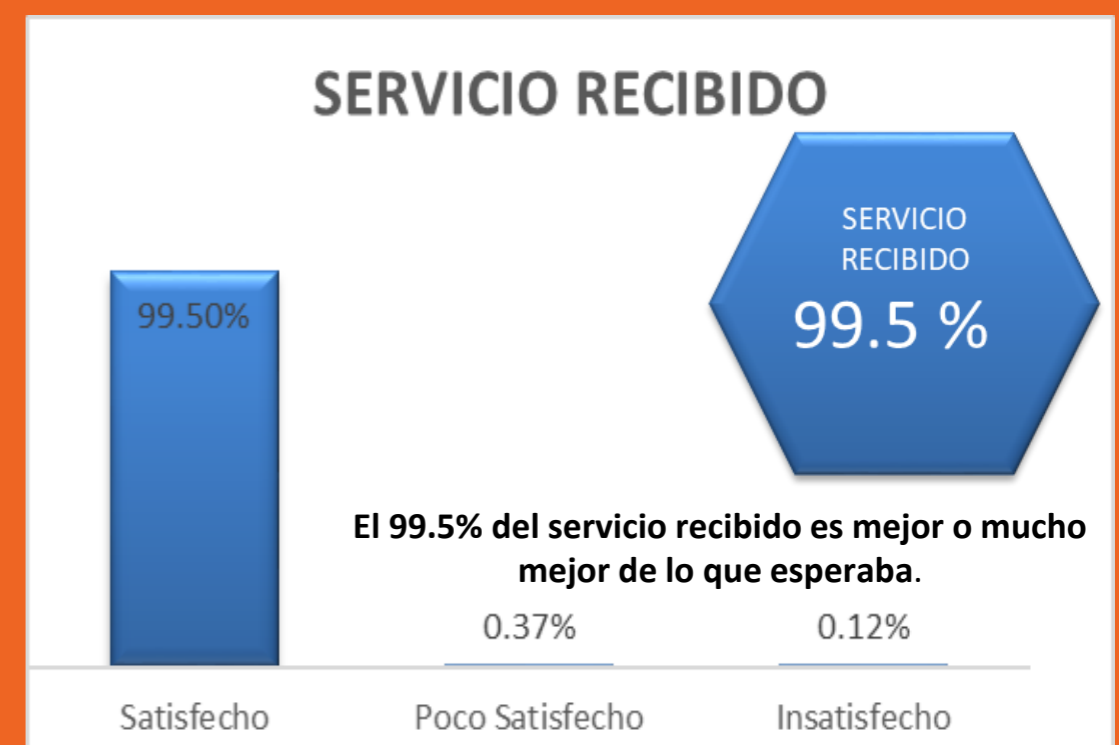 SERVICIO RECIBIDO
SERVICIO
RECIBIDO
99.5 %
99.50%
El 99.5% del servicio recibido es mejor o mucho
mejor de lo que esperaba.
0.37%
0.12%
Satisfecho
Poco Satisfecho
Insatisfecho